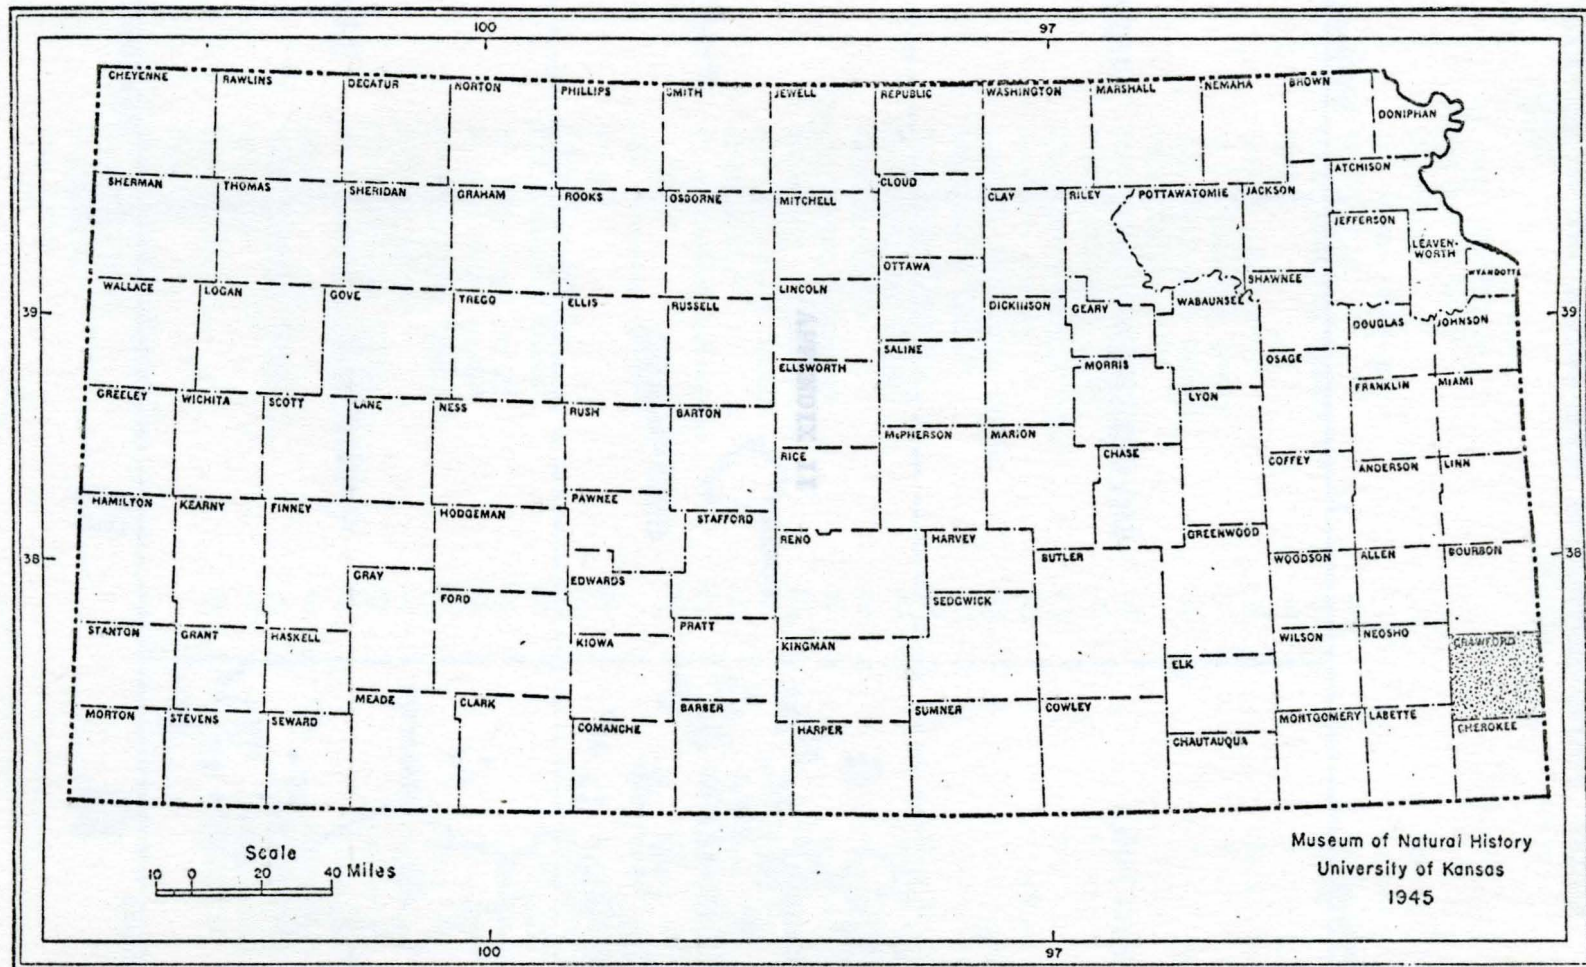 100 97
CHEYENNE RAWLINS DECATUR NORTON PHILLIPS SMITH JEWELL REPUBLIC WASHINGTON MARSHALL NEMAHA BROWN
DONIPHAN
ATCHISON
SHERMAN THOMAS SHERIDAN GRAHAM ROOKS OSBORNE MITCHELL CLOUD CLAY RILEY POTTAWATOMIE JACKSON
JEFFERSON
LEAVEN-
WORTH
WYANDOTTE
OTTAWA
SHAWNEE
WALLACE LOGAN GOVE TREGO ELLIS RUSSELL LINCOLN DICKINSON GEARY WABAUNSEE
39 39
DOUGLAS JOHNSON
SALINE
ELLSWORTH MORRIS OSAGE
FRANKLIN MIAMI
GREELEY WICHITA SCOTT LANE NESS RUSH BARTON LYON
McPHERSON MARION
RICE CHASE COFFEY ANDERSON LINN
HAMILTON KEARNY FINNEY HODGEMAN PAWNEE STAFFORD
RENO HARVEY GREENWOOD
38 38
BUTLER WOODSON ALLEN BOURBON
GRAY EDWARDS
FORD SEDGWICK
STANTON GRANT HASKELL KIOWA PRATT KINGMAN WILSON NEOSHO CRAWFORD
ELK
MEADE CLARK BARBER SUMNER COWLEY
MORTON STEVENS SEWARD COMANCHE HARPER MONTGOMERY LABETTE CHEROKEE
CHAUTAUQUA
APPENDIX II
Scale
10 0 20 40 Miles
Museum of Natural History
University of Kansas
1945
100 97